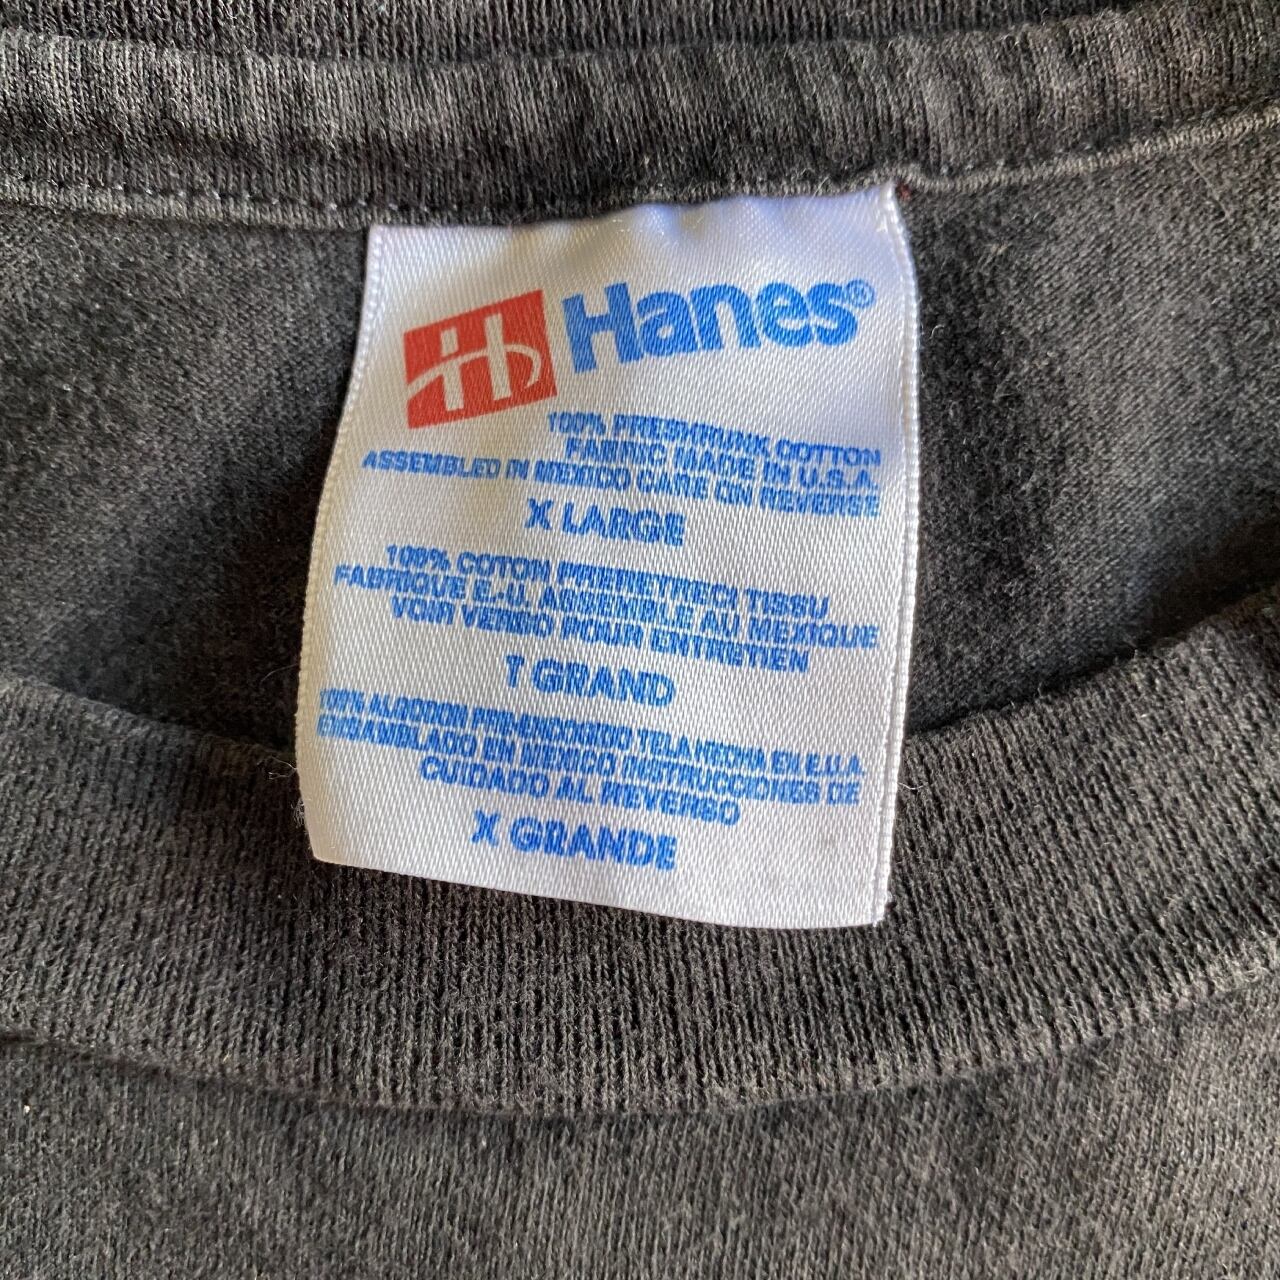 Hanes®
100% PRESHRUNK COTTON
FABRIC MADE IN U.S.A.
ASSEMBLED IN MEXICO CARE ON REVERSE
X LARGE
100% COTON PRERETRECI TISSU
FABRIQUE E.-U. ASSEMBLE AU MEXIQUE
VOIR VERSO POUR ENTRETIEN
T GRAND
100% ALGODON PRE-ENCOGIDO TELA HECHA EN E.U.A.
ENSAMBLADO EN MEXICO INSTRUCCIONES DE
CUIDADO AL REVERSO
X GRANDE